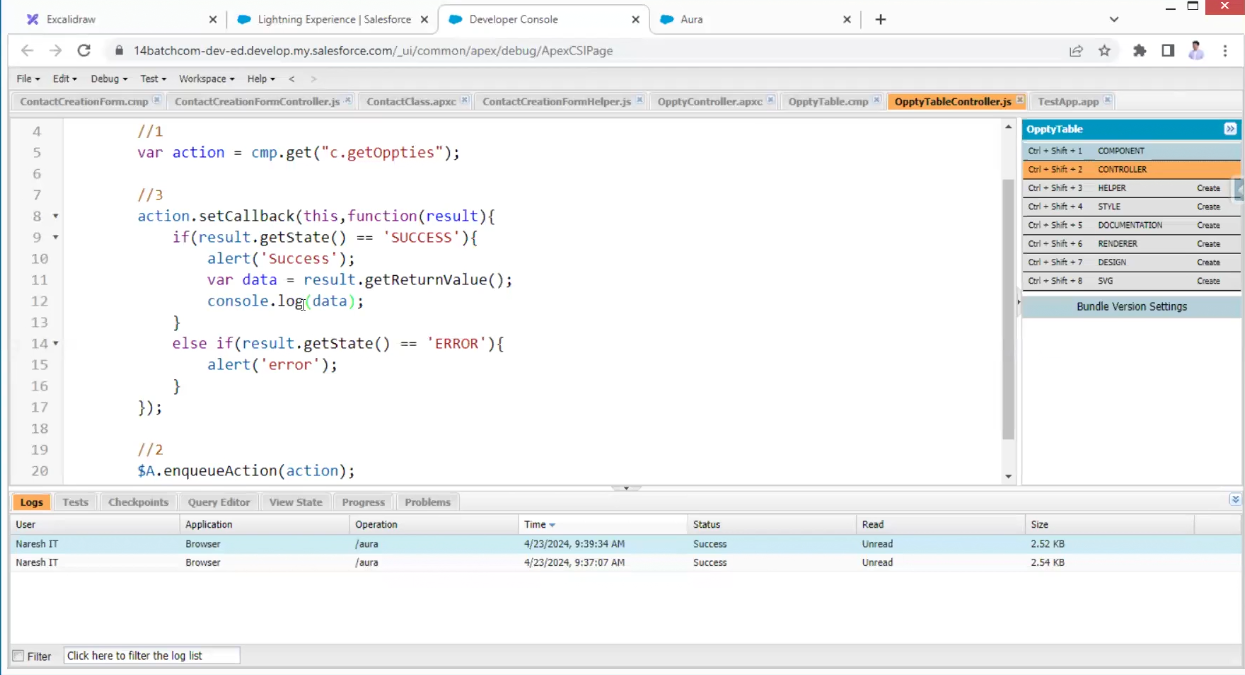 Excalidraw
Lightning Experience | Salesforce
Developer Console
Aura
14batchcom-dev-ed.develop.my.salesforce.com/_ui/common/apex/debug/ApexCSIPage
File Edit Debug Test Workspace Help < >
ContactCreationForm.cmp ContactCreationFormController.js ContactClass.apxc ContactCreationFormHelper.js OpptyController.apxc OpptyTable.cmp OpptyTableController.js TestApp.app
4 //1
5 var action = cmp.get("c.getOppties");
6
7 //3
8 action.setCallback(this,function(result){
9 if(result.getState() == 'SUCCESS'){
10 alert('Success');
11 var data = result.getReturnValue();
12 console.log(data);
13 }
14 else if(result.getState() == 'ERROR'){
15 alert('error');
16 }
17 });
18
19 //2
20 $A.enqueueAction(action);
OpptyTable
Ctrl + Shift + 1 COMPONENT
Ctrl + Shift + 2 CONTROLLER
Ctrl + Shift + 3 HELPER Create
Ctrl + Shift + 4 STYLE Create
Ctrl + Shift + 5 DOCUMENTATION Create
Ctrl + Shift + 6 RENDERER Create
Ctrl + Shift + 7 DESIGN Create
Ctrl + Shift + 8 SVG Create
Bundle Version Settings
Logs Tests Checkpoints Query Editor View State Progress Problems
User Application Operation Time Status Read Size
Naresh IT Browser /aura 4/23/2024, 9:39:34 AM Success Unread 2.52 KB
Naresh IT Browser /aura 4/23/2024, 9:37:07 AM Success Unread 2.54 KB
Filter Click here to filter the log list